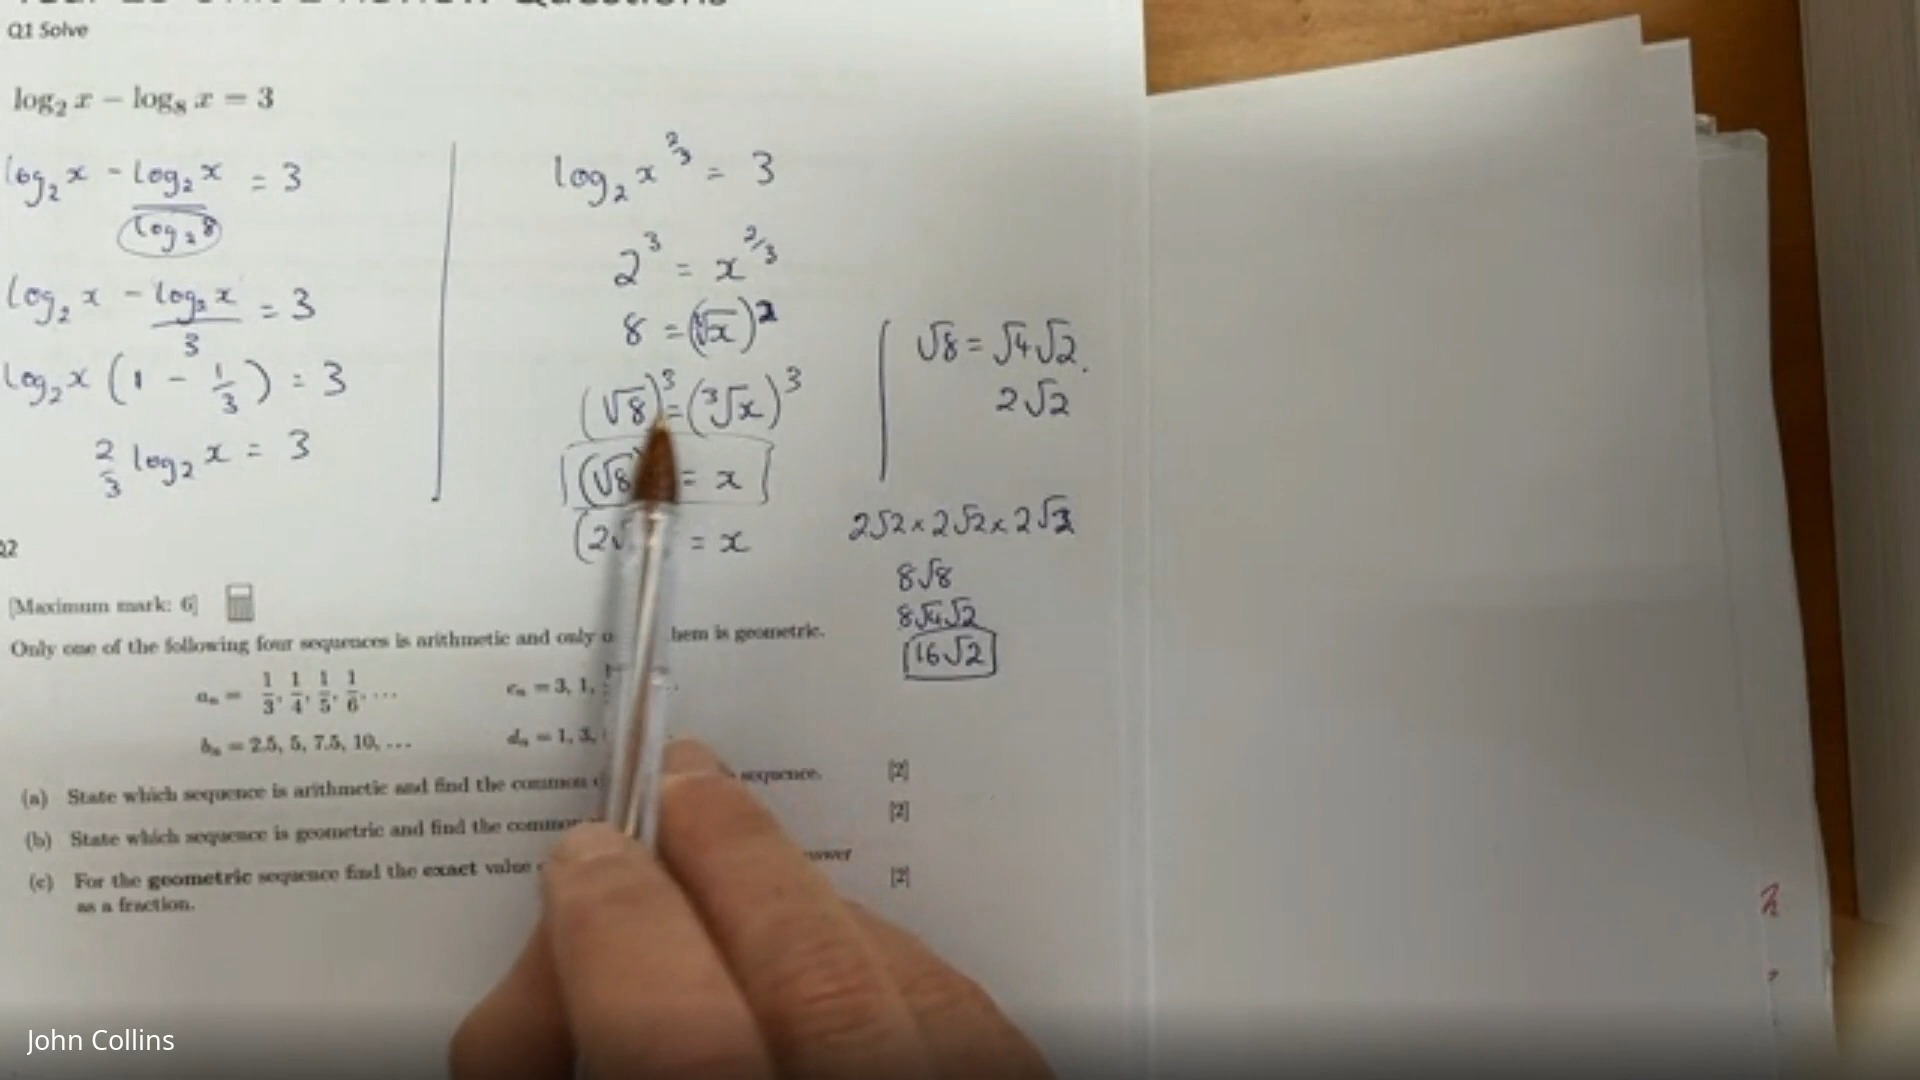 Q1 Solve
log₂ x − log₈ x = 3
log₂ x - log₂ x / log₂ 8 = 3
log₂ x - log₂ x / 3 = 3
log₂ x (1 - 1/3) = 3
2/3 log₂ x = 3
log₂ x^2/3 = 3
2³ = x^2/3
8 = (∛x)²
(√8)³ = (³√x)³
(√8 = x
(2√ = x
√8 = √4√2.
2√2
2√2 × 2√2 × 2√2
8√8
8√4√2
16√2
Q2
[Maximum mark: 6]
Only one of the following four sequences is arithmetic and only hem is geometric.
aₙ = 1/3, 1/4, 1/5, 1/6, ...
cₙ = 3, 1,
bₙ = 2.5, 5, 7.5, 10, ...
dₙ = 1, 3,
(a) State which sequence is arithmetic and find the common sequence. [2]
(b) State which sequence is geometric and find the common [2]
(c) For the geometric sequence find the exact value
as a fraction. [2]
John Collins